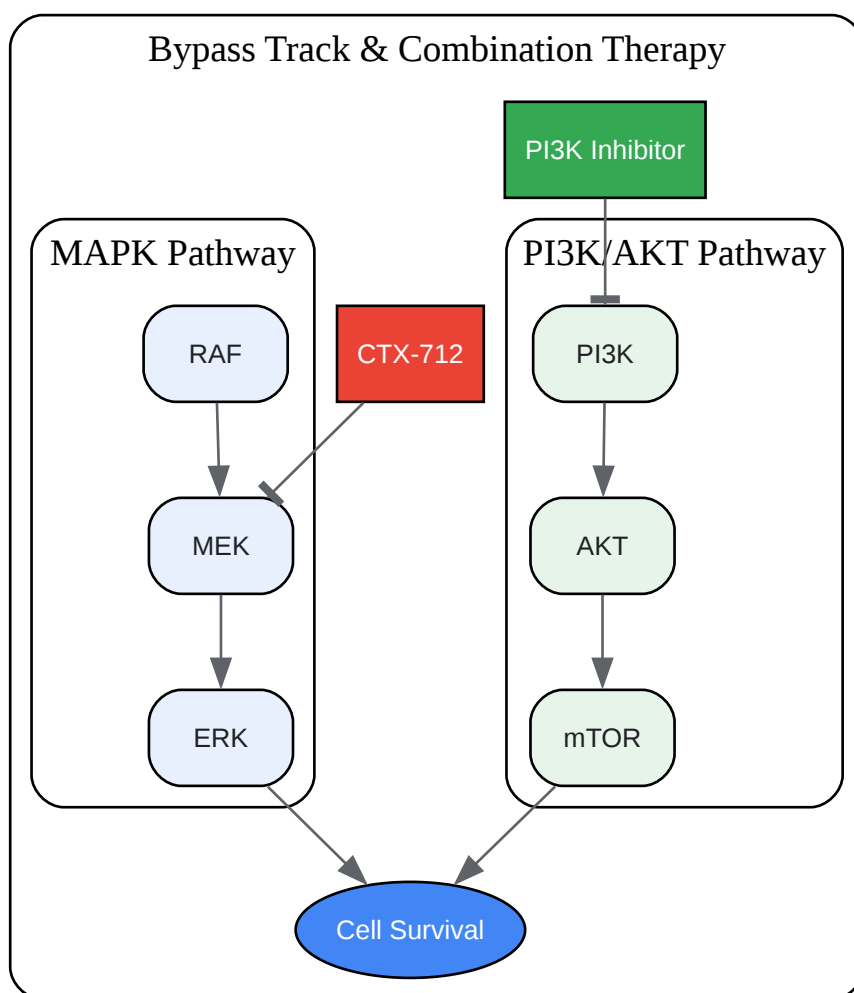 Bypass Track & Combination Therapy
PI3K Inhibitor
MAPK Pathway
PI3K/AKT Pathway
RAF
CTX-712
PI3K
MEK
AKT
ERK
mTOR
Cell Survival